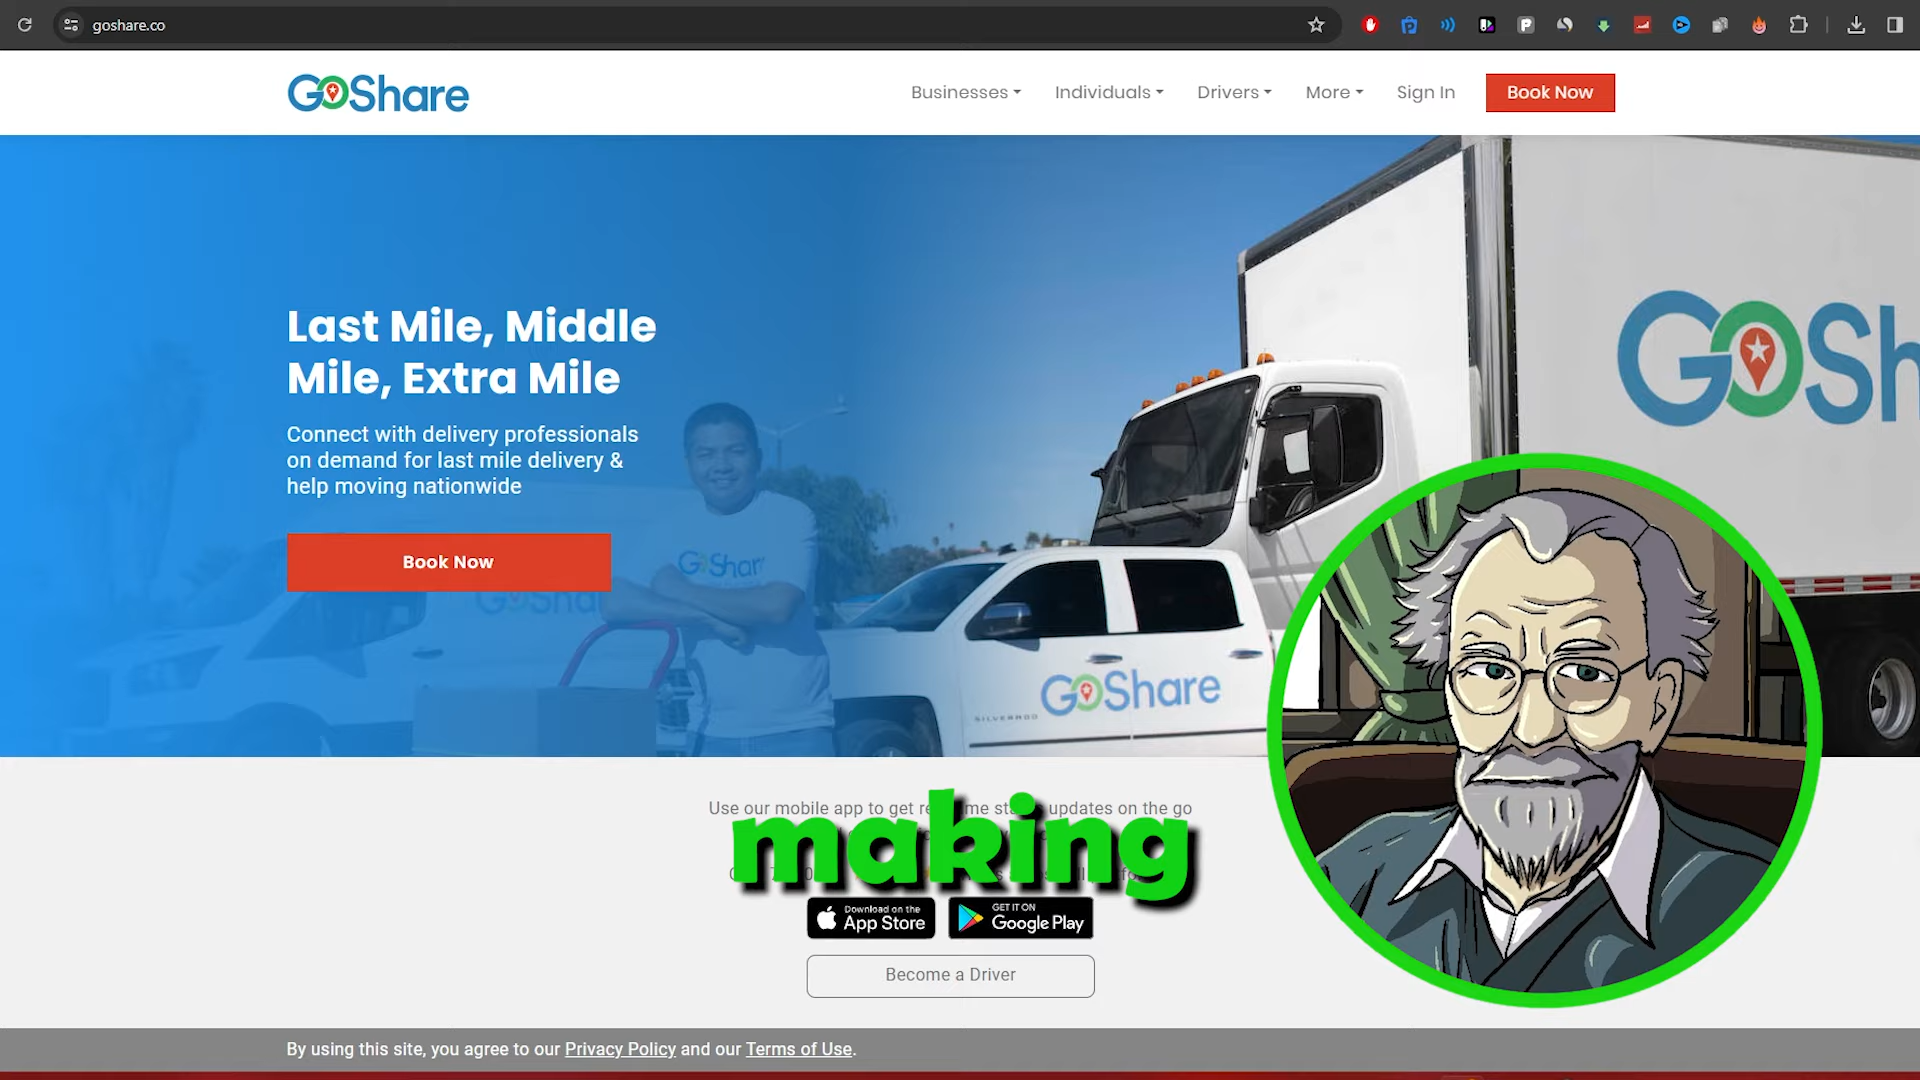 goshare.co
GoShare
Businesses
Individuals
Drivers
More
Sign In
Book Now
Last Mile, Middle
Mile, Extra Mile
Connect with delivery professionals
on demand for last mile delivery &
help moving nationwide
Book Now
GoShare
GoSh
SILVERADO
GoShare
Use our mobile app to get updates on the go
making
Download on the
App Store
GET IT ON
Google Play
Become a Driver
By using this site, you agree to our Privacy Policy and our Terms of Use.